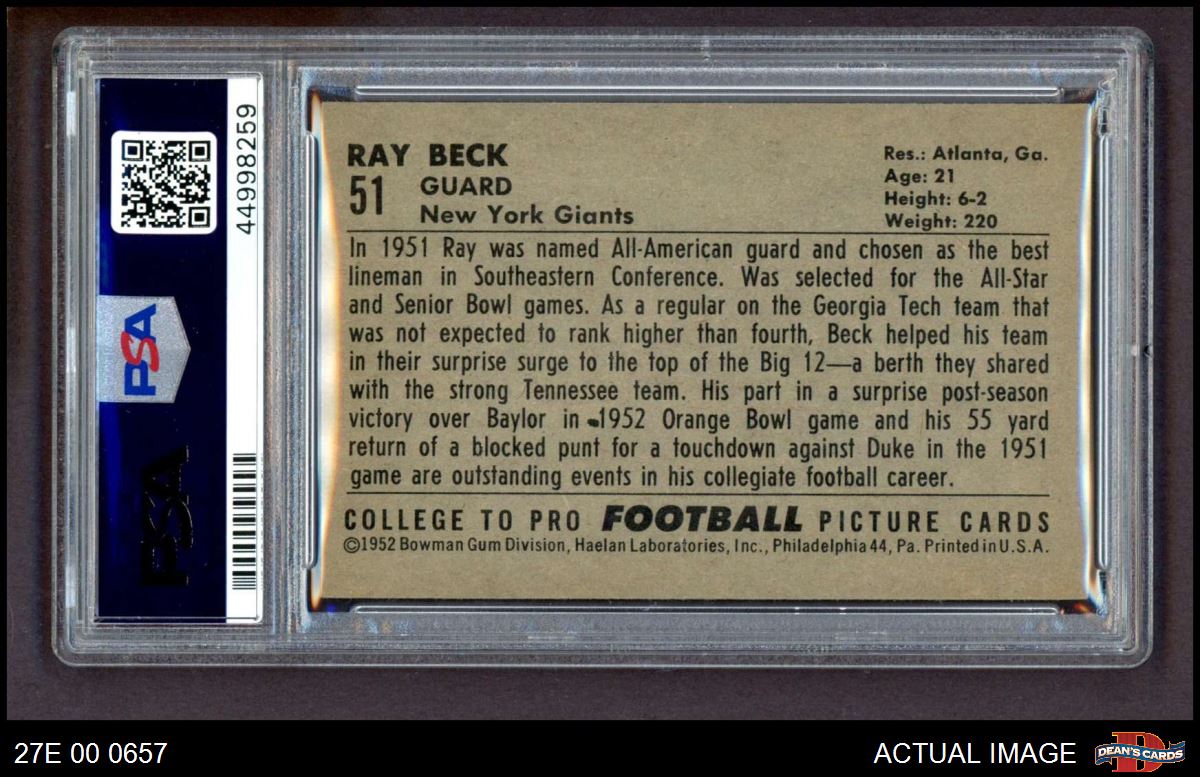 44998259
PSA
PSA
RAY BECK
51 GUARD
New York Giants
Res.: Atlanta, Ga.
Age: 21
Height: 6-2
Weight: 220
In 1951 Ray was named All-American guard and chosen as the best
lineman in Southeastern Conference. Was selected for the All-Star
and Senior Bowl games. As a regular on the Georgia Tech team that
was not expected to rank higher than fourth, Beck helped his team
in their surprise surge to the top of the Big 12—a berth they shared
with the strong Tennessee team. His part in a surprise post-season
victory over Baylor in 1952 Orange Bowl game and his 55 yard
return of a blocked punt for a touchdown against Duke in the 1951
game are outstanding events in his collegiate football career.
COLLEGE TO PRO FOOTBALL PICTURE CARDS
©1952 Bowman Gum Division, Haelan Laboratories, Inc., Philadelphia 44, Pa. Printed in U.S.A.
27E 00 0657
ACTUAL IMAGE
DEAN'S CARDS